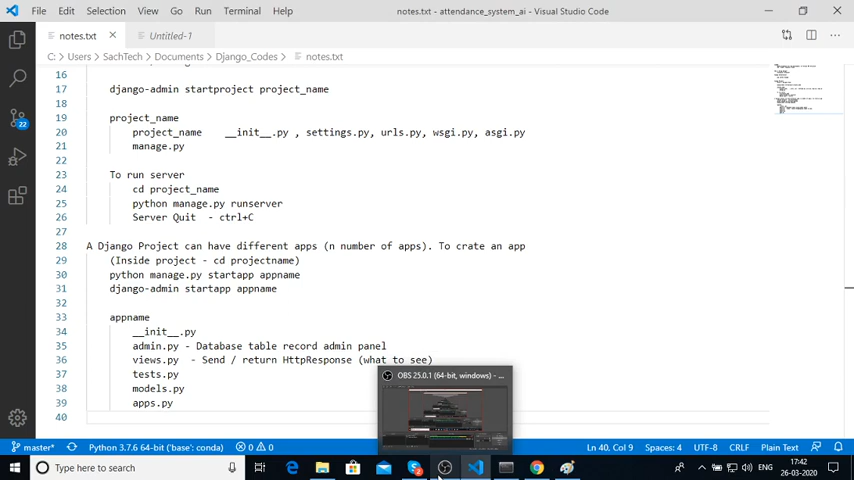 File Edit Selection View Go Run Terminal Help notes.txt - attendance_system_ai - Visual Studio Code
notes.txt Untitled-1
C: > Users > SachTech > Documents > Django_Codes > notes.txt
16
17 django-admin startproject project_name
18
19 project_name
20 project_name __init__.py , settings.py, urls.py, wsgi.py, asgi.py
21 manage.py
22
23 To run server
24 cd project_name
25 python manage.py runserver
26 Server Quit - ctrl+C
27
28 A Django Project can have different apps (n number of apps). To crate an app
29 (Inside project - cd projectname)
30 python manage.py startapp appname
31 django-admin startapp appname
32
33 appname
34 __init__.py
35 admin.py - Database table record admin panel
36 views.py - Send / return HttpResponse (what to see)
37 tests.py
38 models.py
39 apps.py
40
22
OBS 25.0.1 (64-bit, windows) - ...
master* Python 3.7.6 64-bit ('base': conda) 0 0 Ln 40, Col 9 Spaces: 4 UTF-8 CRLF Plain Text
Type here to search
ENG
17:42
26-03-2020